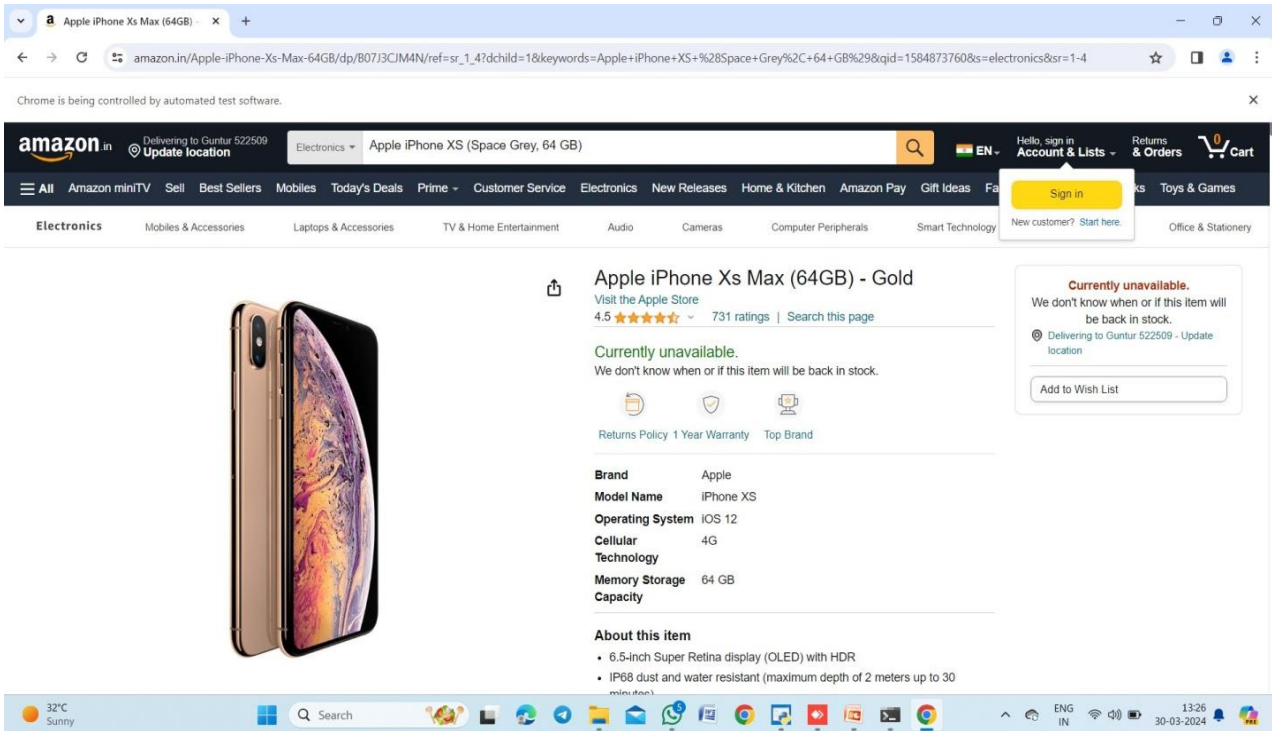 Apple iPhone Xs Max (64GB) -
amazon.in/Apple-iPhone-Xs-Max-64GB/dp/B07J3CJM4N/ref=sr_1_4?dchild=1&keywords=Apple+iPhone+XS+%28Space+Grey%2C+64+GB%29&qid=1584873760&s=electronics&sr=1-4
Chrome is being controlled by automated test software.
amazon.in
Delivering to Guntur 522509
Update location
Electronics
Apple iPhone XS (Space Grey, 64 GB)
EN
Hello, sign in
Account & Lists
Returns
& Orders
0
Cart
All Amazon miniTV Sell Best Sellers Mobiles Today's Deals Prime Customer Service Electronics New Releases Home & Kitchen Amazon Pay Gift Ideas Fa ks Toys & Games
Sign in
New customer? Start here.
Electronics Mobiles & Accessories Laptops & Accessories TV & Home Entertainment Audio Cameras Computer Peripherals Smart Technology Office & Stationery
Apple iPhone Xs Max (64GB) - Gold
Visit the Apple Store
4.5 731 ratings | Search this page
Currently unavailable.
We don't know when or if this item will be back in stock.
Returns Policy 1 Year Warranty Top Brand
Brand Apple
Model Name iPhone XS
Operating System iOS 12
Cellular 4G
Technology
Memory Storage 64 GB
Capacity
About this item
• 6.5-inch Super Retina display (OLED) with HDR
• IP68 dust and water resistant (maximum depth of 2 meters up to 30
minutes)
Currently unavailable.
We don't know when or if this item will
be back in stock.
Delivering to Guntur 522509 - Update
location
Add to Wish List
32°C
Sunny
Search
5
ENG
IN
13:26
30-03-2024
PRE